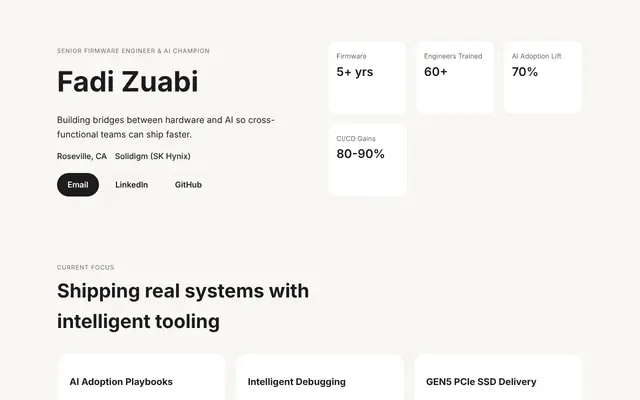 SENIOR FIRMWARE ENGINEER & AI CHAMPION
Fadi Zuabi
Building bridges between hardware and AI so cross-
functional teams can ship faster.
Roseville, CA Solidigm (SK Hynix)
Email LinkedIn GitHub
Firmware
5+ yrs
Engineers Trained
60+
AI Adoption Lift
70%
CI/CD Gains
80-90%
CURRENT FOCUS
Shipping real systems with
intelligent tooling
AI Adoption Playbooks
Intelligent Debugging
GEN5 PCIe SSD Delivery